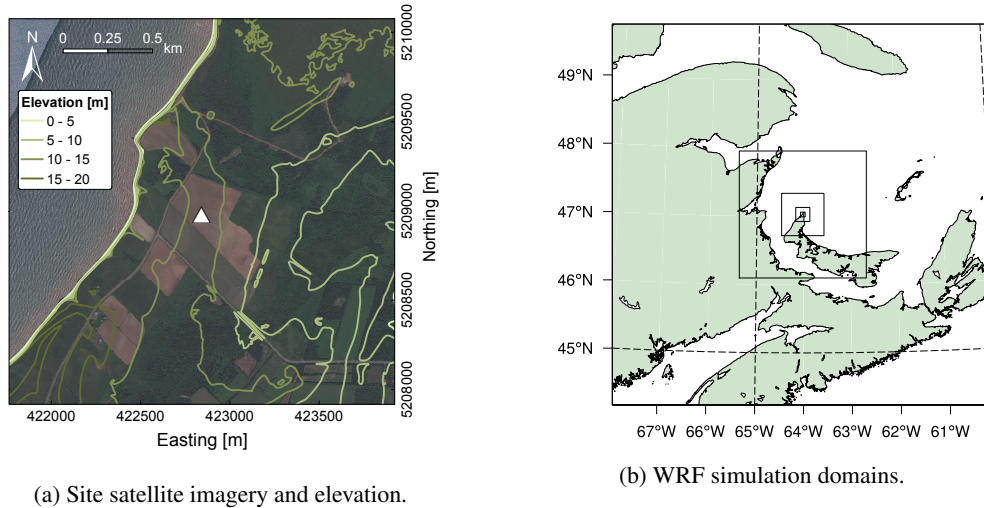 N
0 0.25 0.5
km
Elevation [m]
0 - 5
5 - 10
10 - 15
15 - 20
5210000
5209500
5209000
5208500
5208000
Northing [m]
422000 422500 423000 423500
Easting [m]
(a) Site satellite imagery and elevation.
49°N
48°N
47°N
46°N
45°N
67°W 66°W 65°W 64°W 63°W 62°W 61°W
(b) WRF simulation domains.